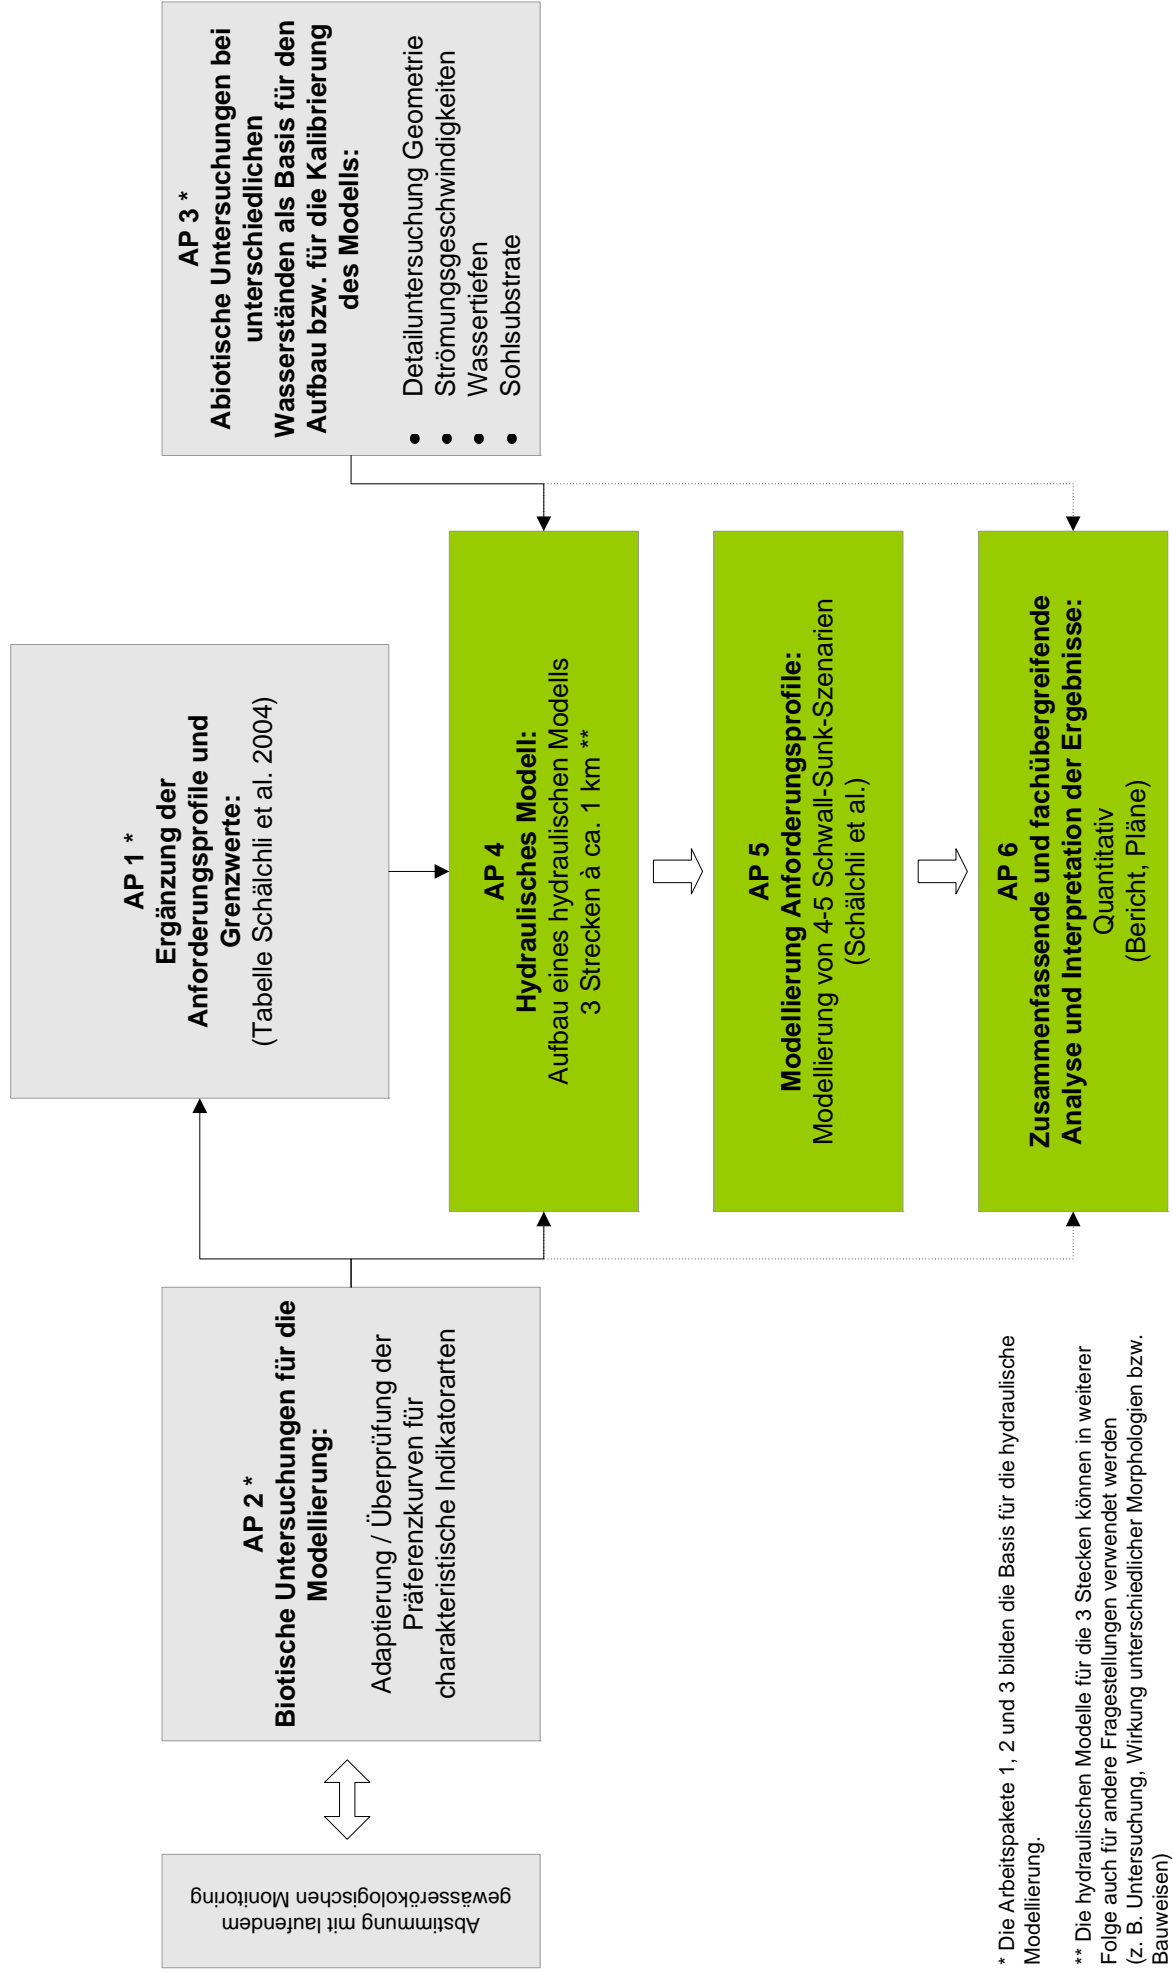 Abstimmung mit laufendem
gewässerökologischen Monitoring
AP 2 *
Biotische Untersuchungen für die
Modellierung:
Adaptierung / Überprüfung der
Präferenzkurven für
charakteristische Indikatorarten
AP 1 *
Ergänzung der
Anforderungsprofile und
Grenzwerte:
(Tabelle Schälchli et al. 2004)
AP 3 *
Abiotische Untersuchungen bei
unterschiedlichen
Wasserständen als Basis für den
Aufbau bzw. für die Kalibrierung
des Modells:
• Detailuntersuchung Geometrie
• Strömungsgeschwindigkeiten
• Wassertiefen
• Sohlsubstrate
AP 4
Hydraulisches Modell:
Aufbau eines hydraulischen Modells
3 Strecken à ca. 1 km **
AP 5
Modellierung Anforderungsprofile:
Modellierung von 4-5 Schwall-Sunk-Szenarien
(Schälchli et al.)
AP 6
Zusammenfassende und fachübergreifende
Analyse und Interpretation der Ergebnisse:
Quantitativ
(Bericht, Pläne)
* Die Arbeitspakete 1, 2 und 3 bilden die Basis für die hydraulische
Modellierung.
** Die hydraulischen Modelle für die 3 Stecken können in weiterer
Folge auch für andere Fragestellungen verwendet werden
(z. B. Untersuchung, Wirkung unterschiedlicher Morphologien bzw.
Bauweisen)